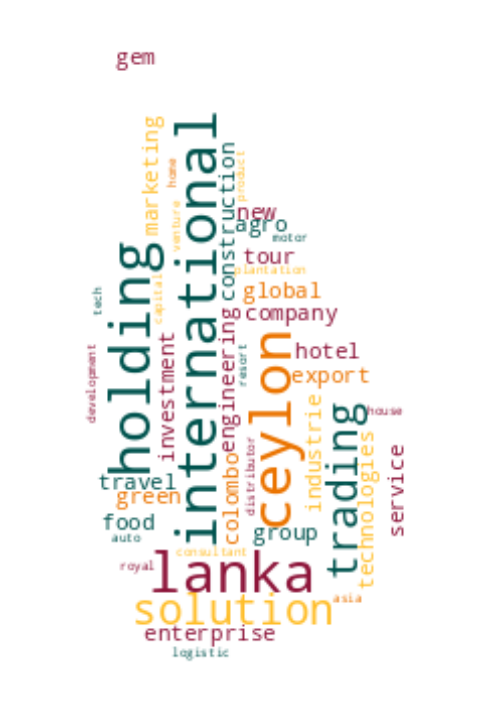 gem
marketing
international
home
construction
product
venture
new
agro
motor
holding
tour
plantation
capital
tech
global
company
engineering
investment
ceylon
resort
hotel
development
export
industrie
trading
house
distributor
technologies
service
colombo
travel
green
food
group
auto
consultant
lanka
royal
solution
asia
enterprise
logistic